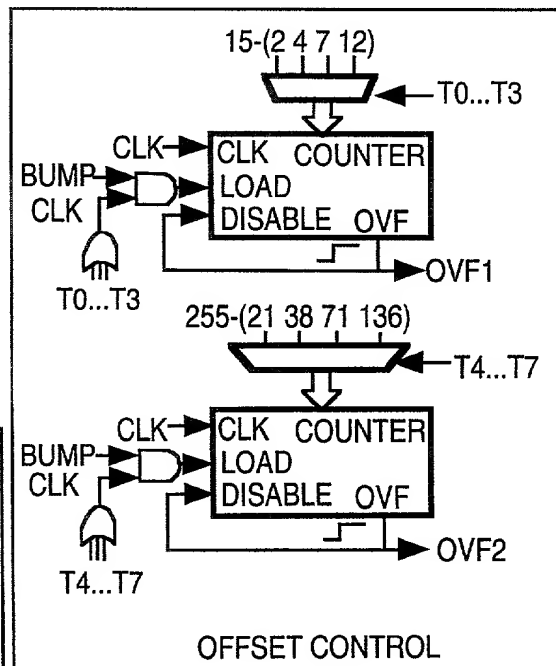 15-(2 4 7 12)
T0...T3
CLK
CLK COUNTER
BUMP
LOAD
CLK
DISABLE OVF
OVF1
T0...T3
255-(21 38 71 136)
T4...T7
CLK
CLK COUNTER
BUMP
LOAD
CLK
DISABLE OVF
OVF2
T4...T7
OFFSET CONTROL